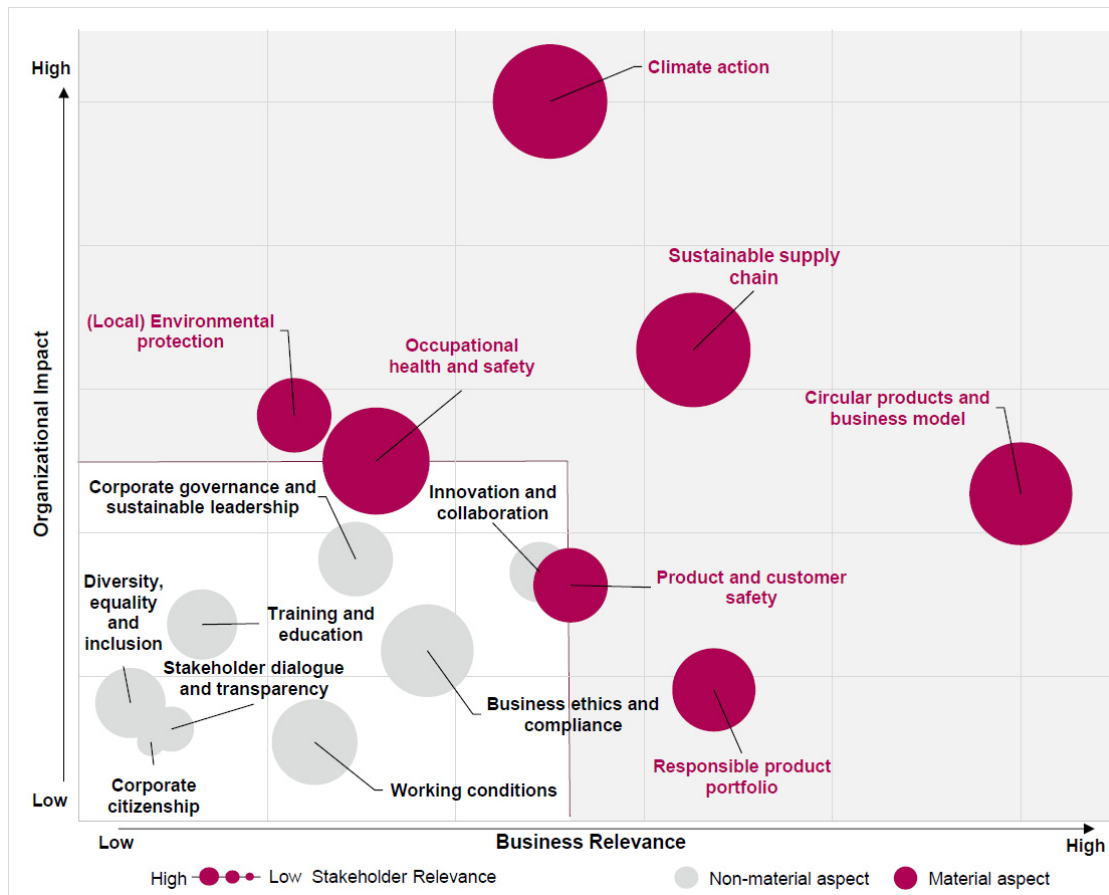 High
Climate action
Sustainable supply
chain
(Local) Environmental
protection
Occupational
health and safety
Circular products and
business model
Organizational Impact
Corporate governance and
sustainable leadership
Innovation and
collaboration
Diversity,
equality
and
inclusion
Training and
education
Product and customer
safety
Stakeholder dialogue
and transparency
Business ethics and
compliance
Corporate
citizenship
Working conditions
Responsible product
portfolio
Low
Low
Business Relevance
High
High
Low Stakeholder Relevance
Non-material aspect
Material aspect